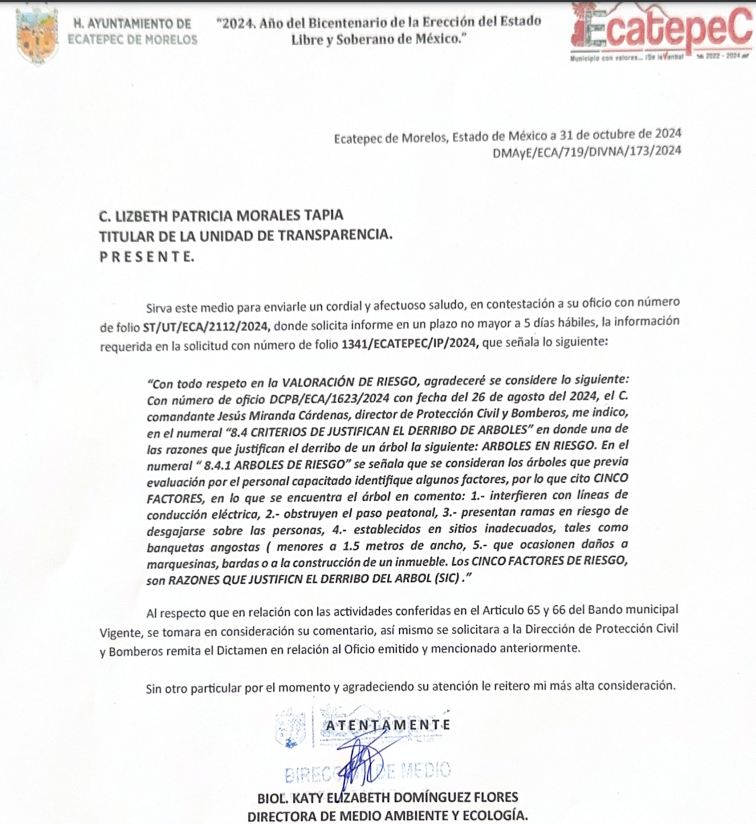 H. AYUNTAMIENTO DE
ECATEPEC DE MORELOS
"2024. Año del Bicentenario de la Erección del Estado
Libre y Soberano de México."
EcatepeC
Municipio con valores... ¡Se le Venba!
2022 - 2024
Ecatepec de Morelos, Estado de México a 31 de octubre de 2024
DMAyE/ECA/719/DIVNA/173/2024
C. LIZBETH PATRICIA MORALES TAPIA
TITULAR DE LA UNIDAD DE TRANSPARENCIA.
P R E S E N T E.
Sirva este medio para enviarle un cordial y afectuoso saludo, en contestación a su oficio con número
de folio ST/UT/ECA/2112/2024, donde solicita informe en un plazo no mayor a 5 días hábiles, la información
requerida en la solicitud con número de folio 1341/ECATEPEC/IP/2024, que señala lo siguiente:
"Con todo respeto en la VALORACIÓN DE RIESGO, agradeceré se considere lo siguiente:
Con número de oficio DCPB/ECA/1623/2024 con fecha del 26 de agosto del 2024, el C.
comandante Jesús Miranda Cárdenas, director de Protección Civil y Bomberos, me indico,
en el numeral "8.4 CRITERIOS DE JUSTIFICAN EL DERRIBO DE ARBOLES" en donde una de
las razones que justifican el derribo de un árbol la siguiente: ARBOLES EN RIESGO. En el
numeral " 8.4.1 ARBOLES DE RIESGO" se señala que se consideran los árboles que previa
evaluación por el personal capacitado identifique algunos factores, por lo que cito CINCO
FACTORES, en lo que se encuentra el árbol en comento: 1.- interfieren con líneas de
conducción eléctrica, 2.- obstruyen el paso peatonal, 3.- presentan ramas en riesgo de
desgajarse sobre las personas, 4.- establecidos en sitios inadecuados, tales como
banquetas angostas ( menores a 1.5 metros de ancho, 5.- que ocasionen daños a
marquesinas, bardas o a la construcción de un inmueble. Los CINCO FACTORES DE RIESGO,
son RAZONES QUE JUSTIFICN EL DERRIBO DEL ARBOL (SIC) ."
Al respecto que en relación con las actividades conferidas en el Articulo 65 y 66 del Bando municipal
Vigente, se tomara en consideración su comentario, así mismo se solicitara a la Dirección de Protección Civil
y Bomberos remita el Dictamen en relación al Oficio emitido y mencionado anteriormente.
Sin otro particular por el momento y agradeciendo su atención le reitero mi más alta consideración.
A T E N T A M E N T E
DE MEDIO
BIOL. KATY ELIZABETH DOMÍNGUEZ FLORES
DIRECTORA DE MEDIO AMBIENTE Y ECOLOGÍA.